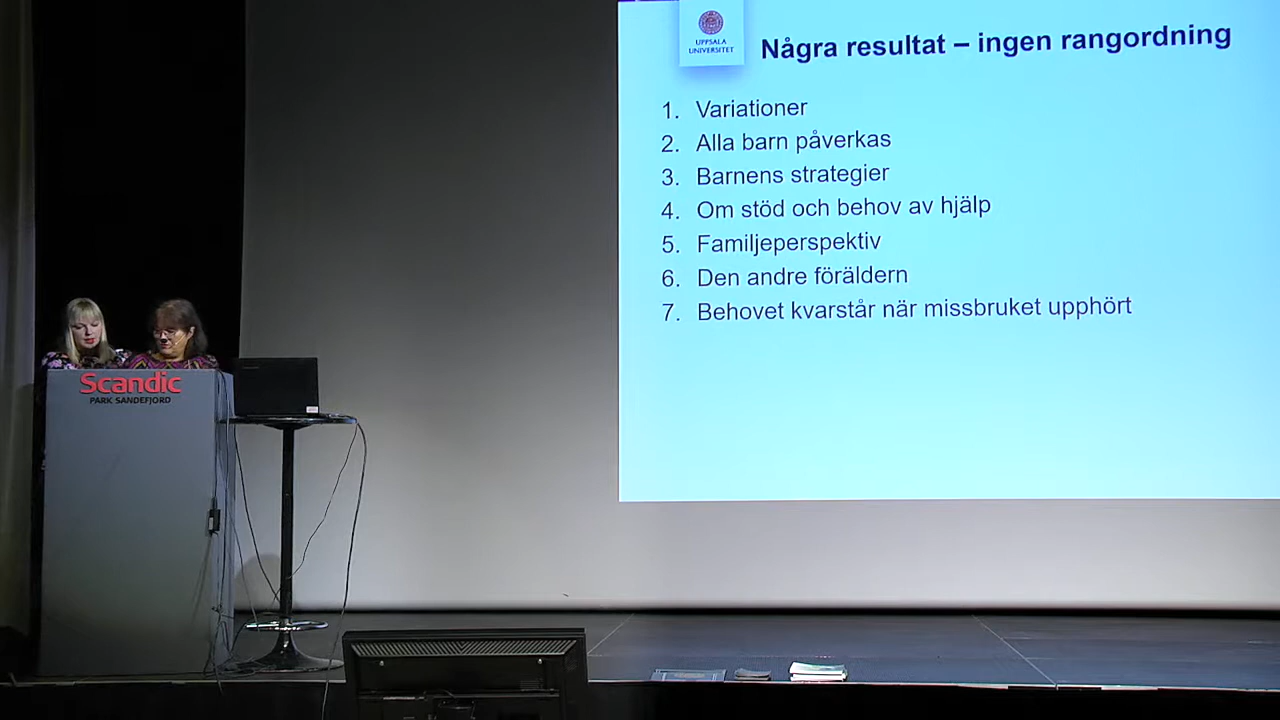 UPPSALA
UNIVERSITET
Några resultat – ingen rangordning
1. Variationer
2. Alla barn påverkas
3. Barnens strategier
4. Om stöd och behov av hjälp
5. Familjeperspektiv
6. Den andre föräldern
7. Behovet kvarstår när missbruket upphört
Scandic
PARK SANDEFJORD